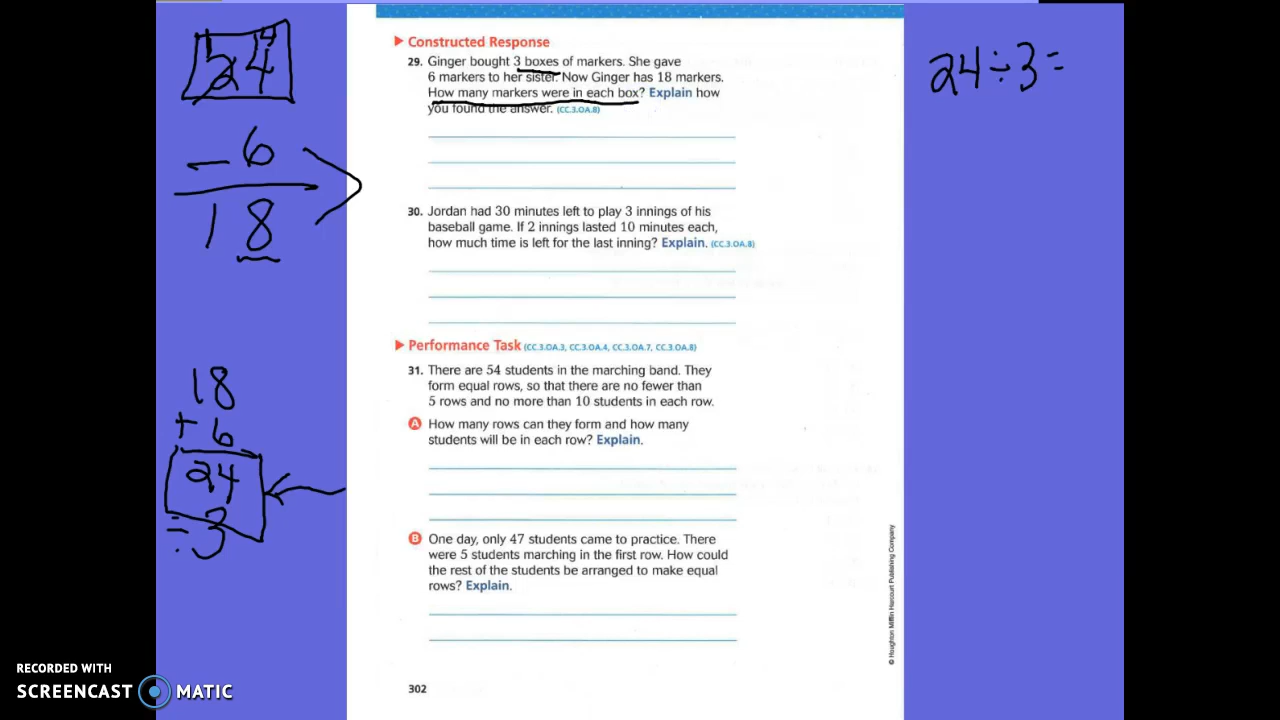 24
- 6
18
18
+ 6
24
÷ 3
Constructed Response
29. Ginger bought 3 boxes of markers. She gave
6 markers to her sister. Now Ginger has 18 markers.
How many markers were in each box? Explain how
you found the answer. (CC.3.OA.8)
30. Jordan had 30 minutes left to play 3 innings of his
baseball game. If 2 innings lasted 10 minutes each,
how much time is left for the last inning? Explain. (CC.3.OA.8)
Performance Task (CC.3.OA.3, CC.3.OA.4, CC.3.OA.7, CC.3.OA.8)
31. There are 54 students in the marching band. They
form equal rows, so that there are no fewer than
5 rows and no more than 10 students in each row.
A How many rows can they form and how many
students will be in each row? Explain.
B One day, only 47 students came to practice. There
were 5 students marching in the first row. How could
the rest of the students be arranged to make equal
rows? Explain.
302
© Houghton Mifflin Harcourt Publishing Company
24÷3=
RECORDED WITH
SCREENCAST MATIC